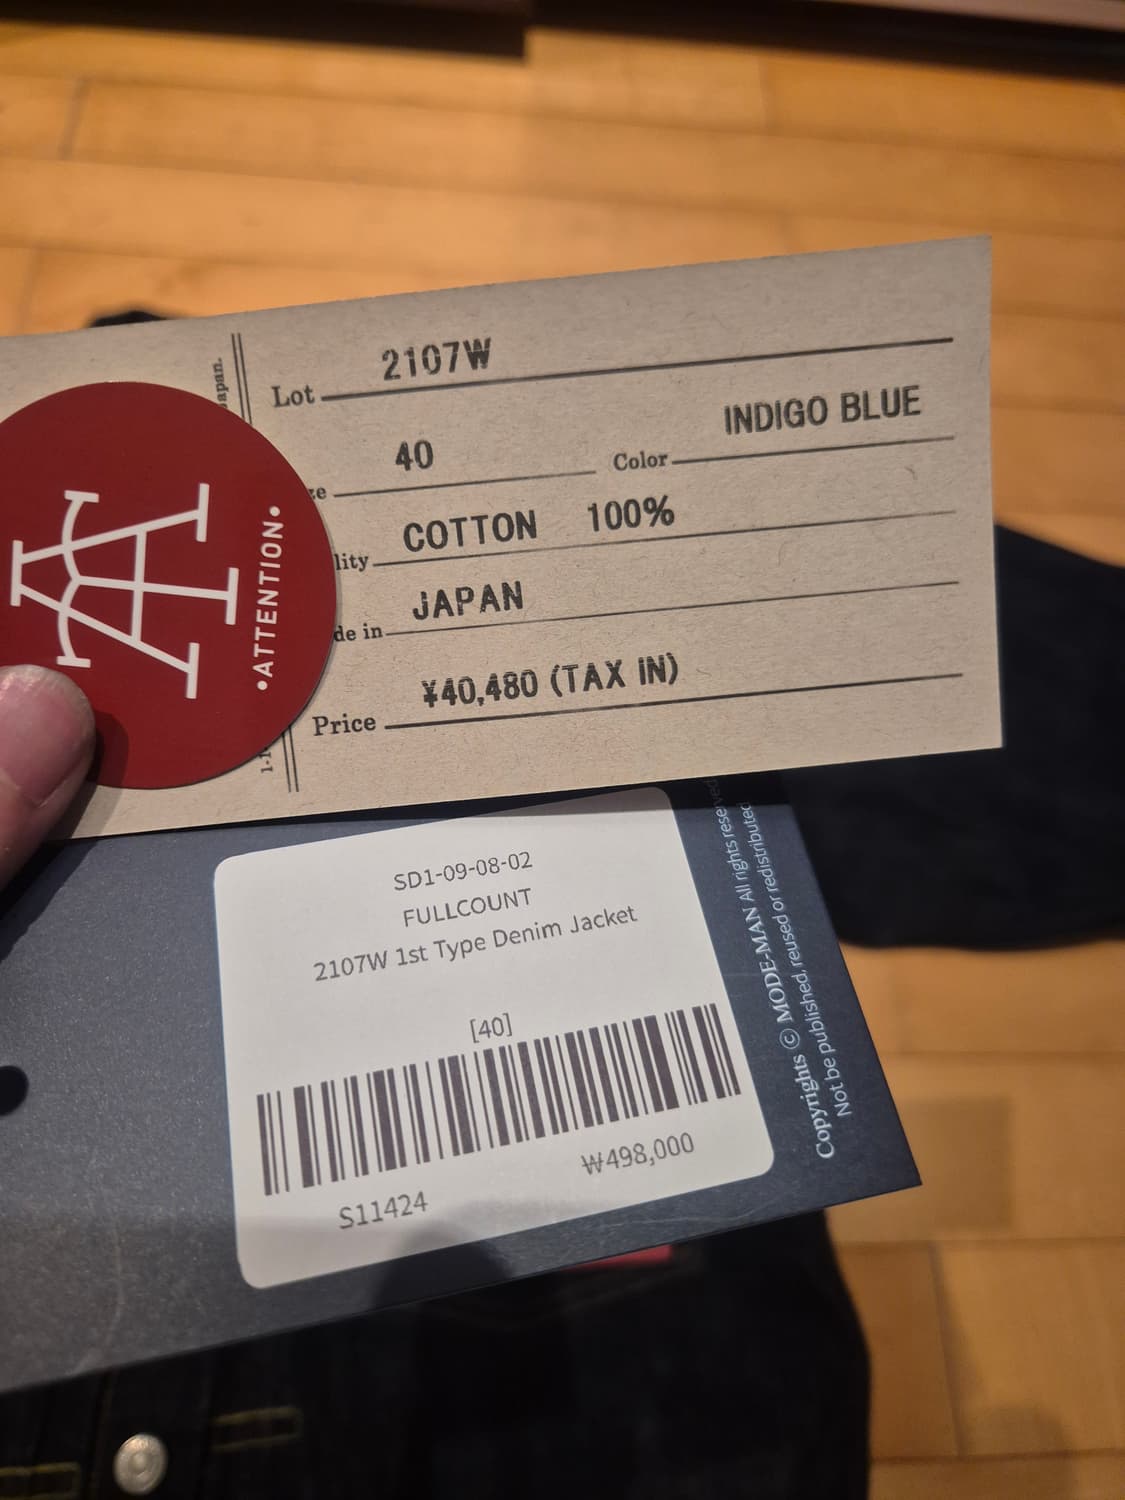 Lot 2107W
40 Color INDIGO BLUE
COTTON 100%
de in JAPAN
Price ¥40,480 (TAX IN)
•ATTENTION•
SD1-09-08-02
FULLCOUNT
2107W 1st Type Denim Jacket
[40]
S11424 ₩498,000
Copyrights © MODE-MAN All rights reserved
Not be published, reused or redistributed